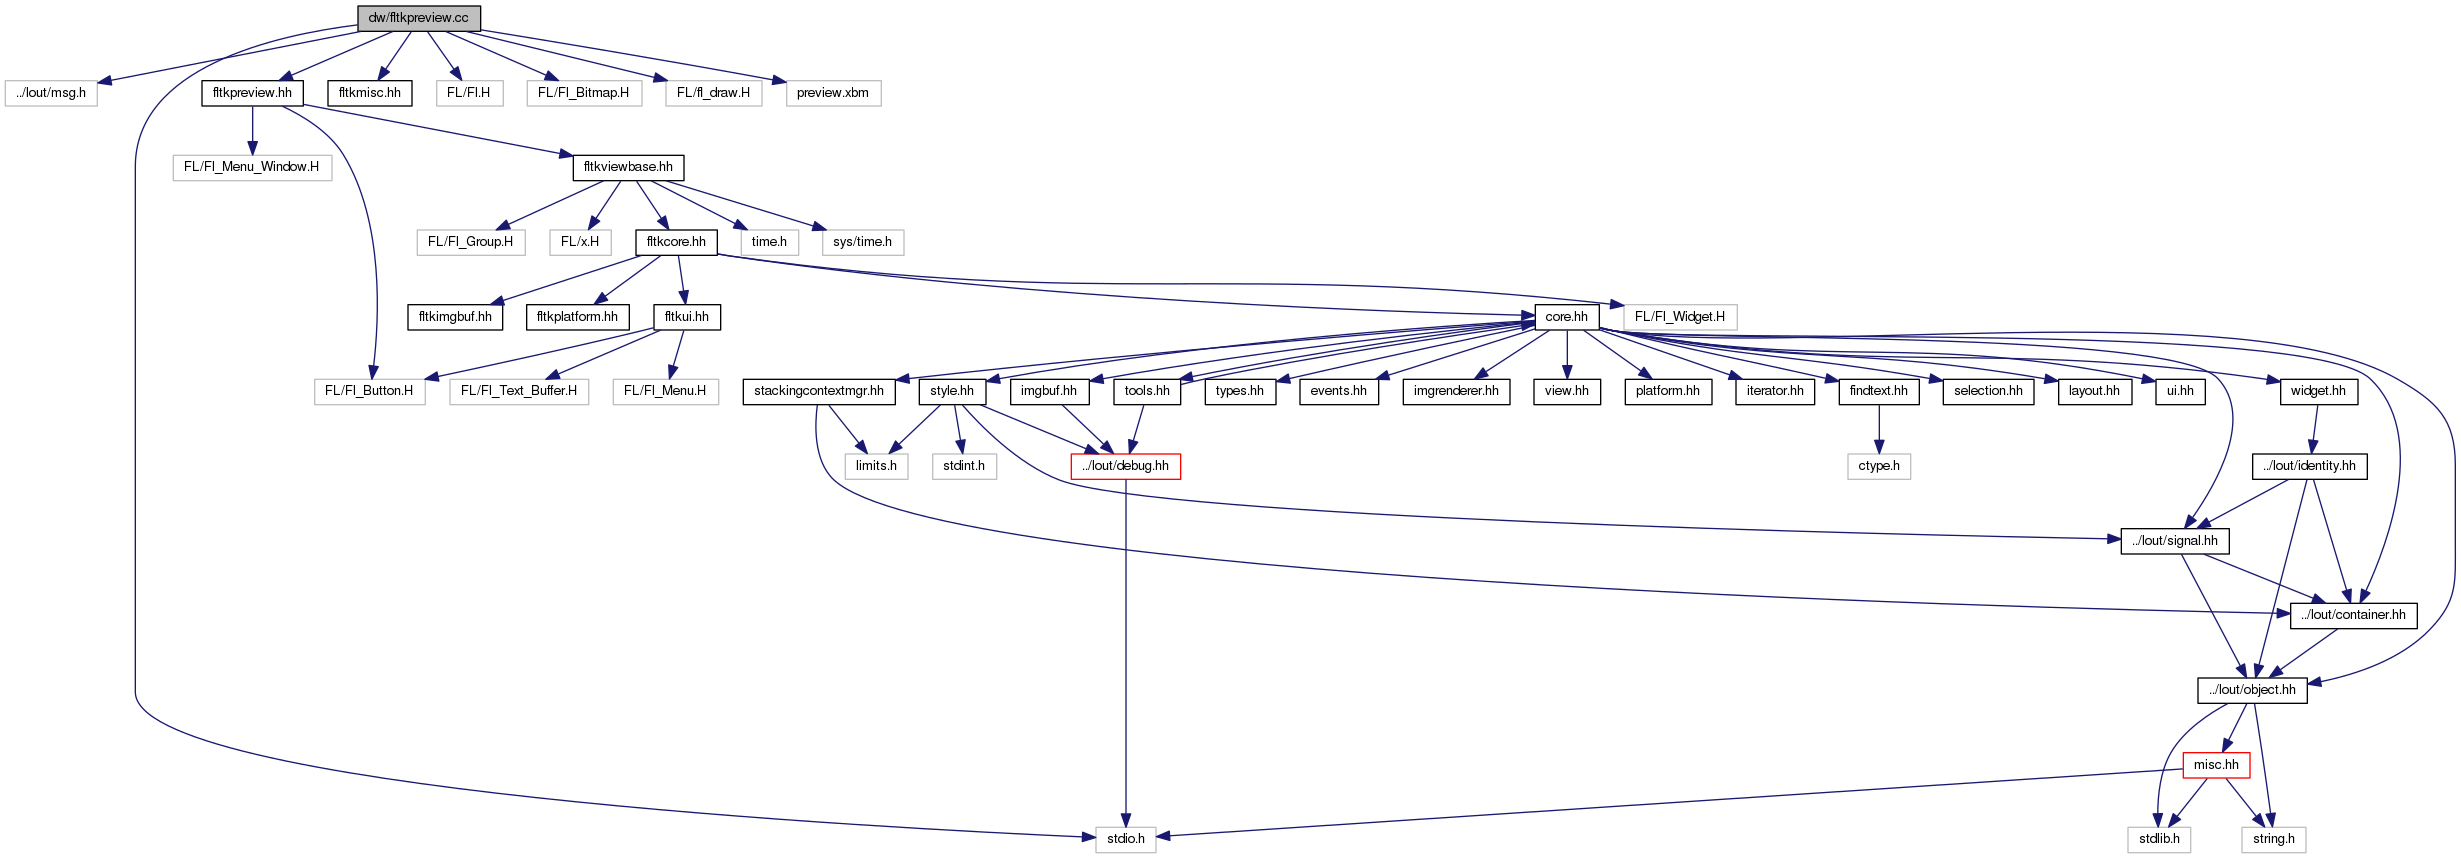 dw/fltkpreview.cc
../lout/msg.h
fltkpreview.hh
fltkmisc.hh
FL/Fl.H
FL/Fl_Bitmap.H
FL/fl_draw.H
preview.xbm
FL/Fl_Menu_Window.H
fltkviewbase.hh
FL/Fl_Group.H
FL/x.H
fltkcore.hh
time.h
sys/time.h
fltkimgbuf.hh
fltkplatform.hh
fltkui.hh
core.hh
FL/Fl_Widget.H
FL/Fl_Button.H
FL/Fl_Text_Buffer.H
FL/Fl_Menu.H
stackingcontextmgr.hh
style.hh
imgbuf.hh
tools.hh
types.hh
events.hh
imgrenderer.hh
view.hh
platform.hh
iterator.hh
findtext.hh
selection.hh
layout.hh
ui.hh
widget.hh
limits.h
stdint.h
../lout/debug.hh
ctype.h
../lout/identity.hh
../lout/signal.hh
../lout/container.hh
../lout/object.hh
misc.hh
stdio.h
stdlib.h
string.h